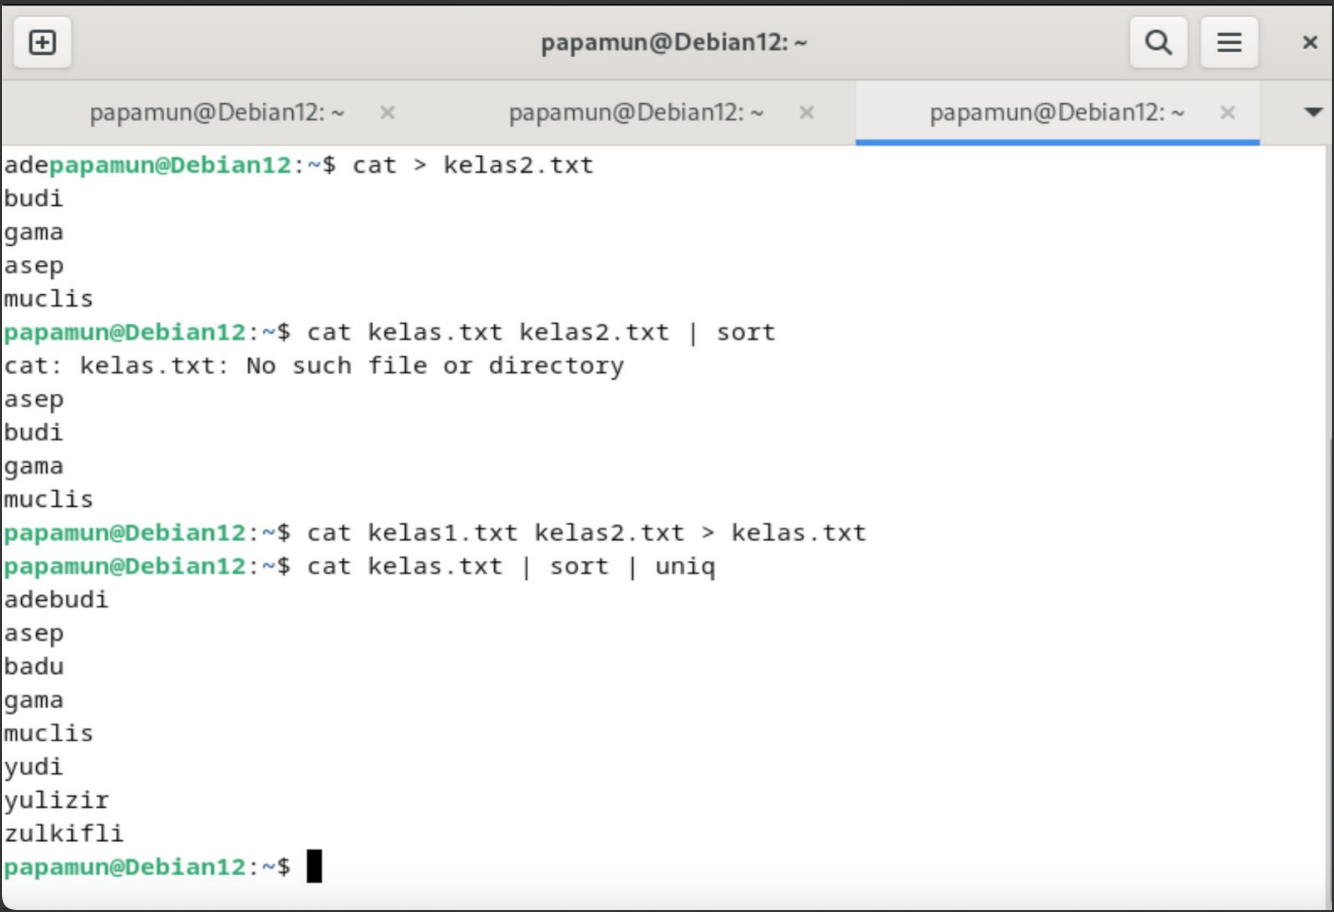 papamun@Debian12: ~
papamun@Debian12: ~ papamun@Debian12: ~ papamun@Debian12: ~
adepapamun@Debian12:~$ cat > kelas2.txt
budi
gama
asep
muclis
papamun@Debian12:~$ cat kelas.txt kelas2.txt | sort
cat: kelas.txt: No such file or directory
asep
budi
gama
muclis
papamun@Debian12:~$ cat kelas1.txt kelas2.txt > kelas.txt
papamun@Debian12:~$ cat kelas.txt | sort | uniq
adebudi
asep
badu
gama
muclis
yudi
yulizir
zulkifli
papamun@Debian12:~$